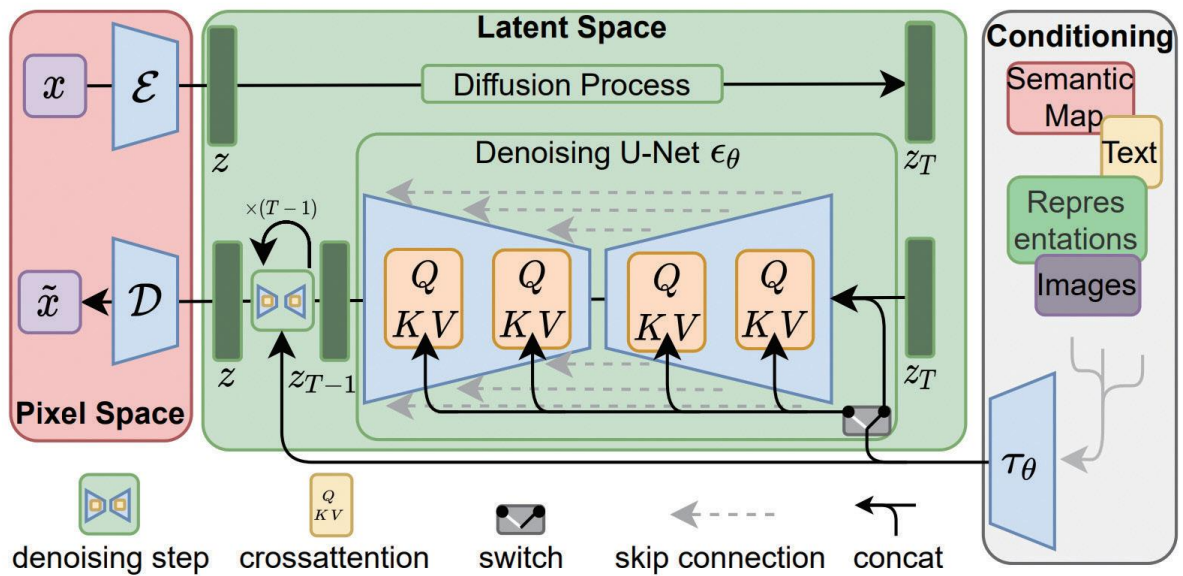 Latent Space
Conditioning
x
ℰ
z
Diffusion Process
z_T
Semantic
Map
Text
Repres
entations
Images
Denoising U-Net ϵ_θ
×(T−1)
Q
K V
Q
K V
Q
K V
Q
K V
x̃
𝒟
z
z_{T−1}
z_T
Pixel Space
τ_θ
Q
K V
denoising step
crossattention
switch
skip connection
concat